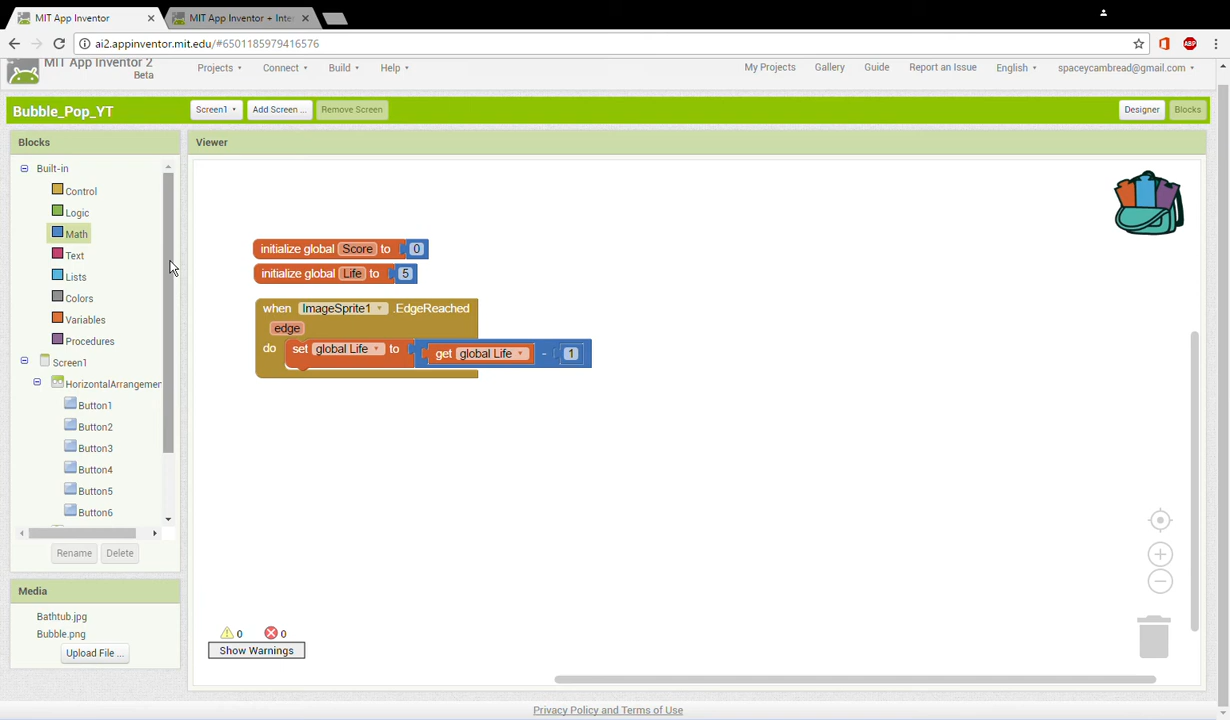 MIT App Inventor
MIT App Inventor + Inter
ai2.appinventor.mit.edu/#6501185979416576
ABP
MIT App Inventor 2
Beta
Projects
Connect
Build
Help
My Projects
Gallery
Guide
Report an Issue
English
spaceycambread@gmail.com
Bubble_Pop_YT
Screen1
Add Screen ...
Remove Screen
Designer
Blocks
Blocks
Viewer
Built-in
Control
Logic
Math
Text
Lists
Colors
Variables
Procedures
Screen1
HorizontalArrangemer
Button1
Button2
Button3
Button4
Button5
Button6
Rename
Delete
Media
Bathtub.jpg
Bubble.png
Upload File ...
initialize global Score to 0
initialize global Life to 5
when ImageSprite1 .EdgeReached
edge
do set global Life to get global Life - 1
0 0
Show Warnings
Privacy Policy and Terms of Use